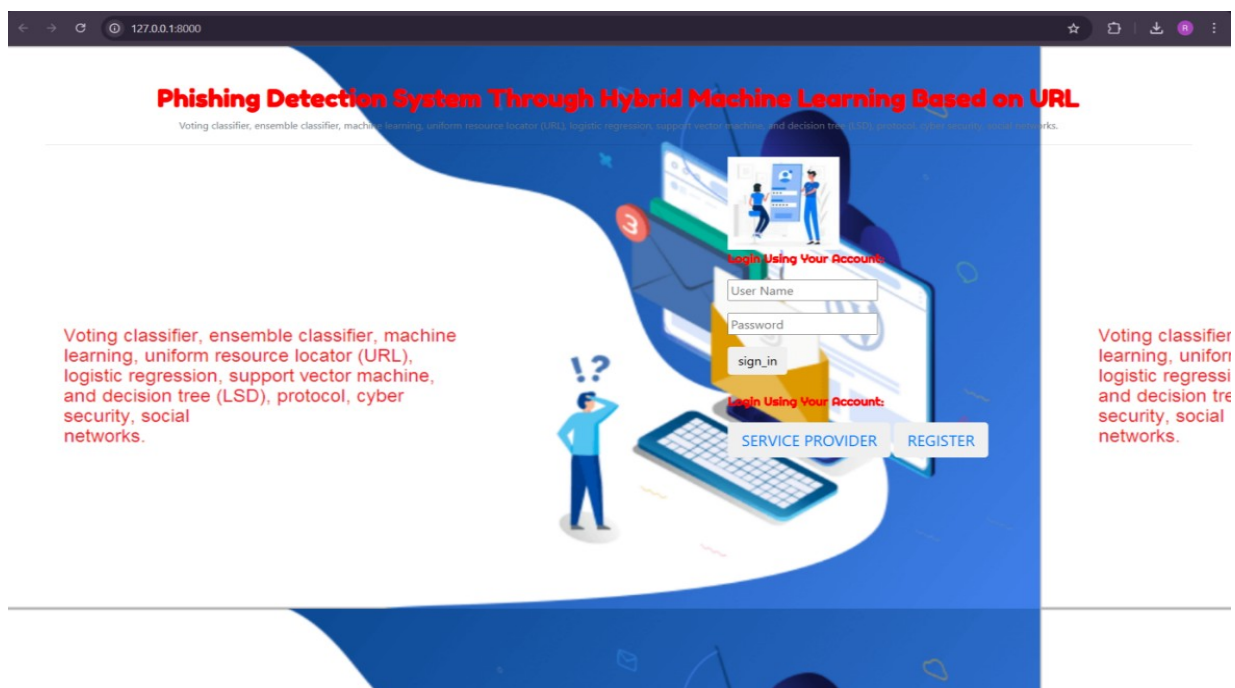 127.0.0.1:8000
R
Phishing Detection System Through Hybrid Machine Learning Based on URL
Voting classifier, ensemble classifier, machine learning, uniform resource locator (URL), logistic regression, support vector machine, and decision tree (LSD), protocol, cyber security, social networks.
3
Login Using Your Account:
User Name
Password
sign_in
Login Using Your Account:
SERVICE PROVIDER REGISTER
Voting classifier, ensemble classifier, machine
learning, uniform resource locator (URL),
logistic regression, support vector machine,
and decision tree (LSD), protocol, cyber
security, social
networks.
!?
Voting classifier
learning, unifor
logistic regressi
and decision tre
security, social
networks.